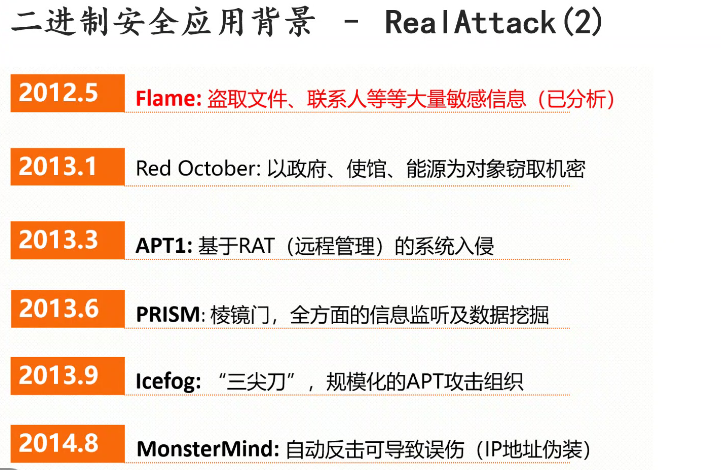 二进制安全应用背景 – RealAttack(2)
2012.5 Flame: 盗取文件、联系人等等大量敏感信息（已分析）
2013.1 Red October: 以政府、使馆、能源为对象窃取机密
2013.3 APT1: 基于RAT（远程管理）的系统入侵
2013.6 PRISM: 棱镜门，全方面的信息监听及数据挖掘
2013.9 Icefog: “三尖刀”，规模化的APT攻击组织
2014.8 MonsterMind: 自动反击可导致误伤（IP地址伪装）